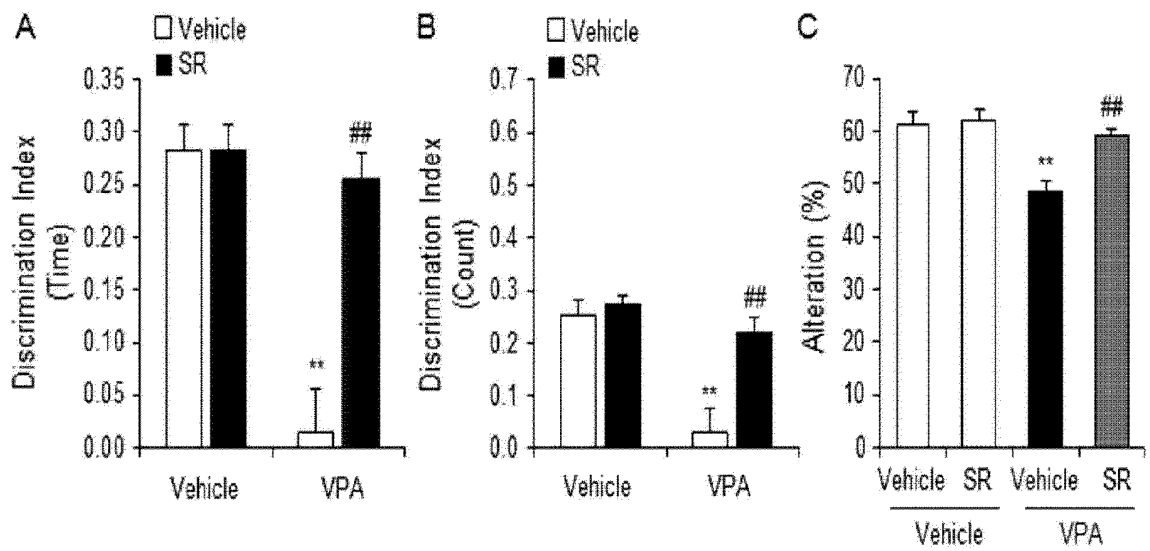 A
Vehicle
SR
Discrimination Index
(Time)
0.35
0.30
0.25
0.20
0.15
0.10
0.05
0.00
**
##
Vehicle VPA
B
Vehicle
SR
Discrimination Index
(Count)
0.7
0.6
0.5
0.4
0.3
0.2
0.1
0.0
**
##
Vehicle VPA
C
Alteration (%)
70
60
50
40
30
20
10
0
**
##
Vehicle SR Vehicle SR
Vehicle VPA